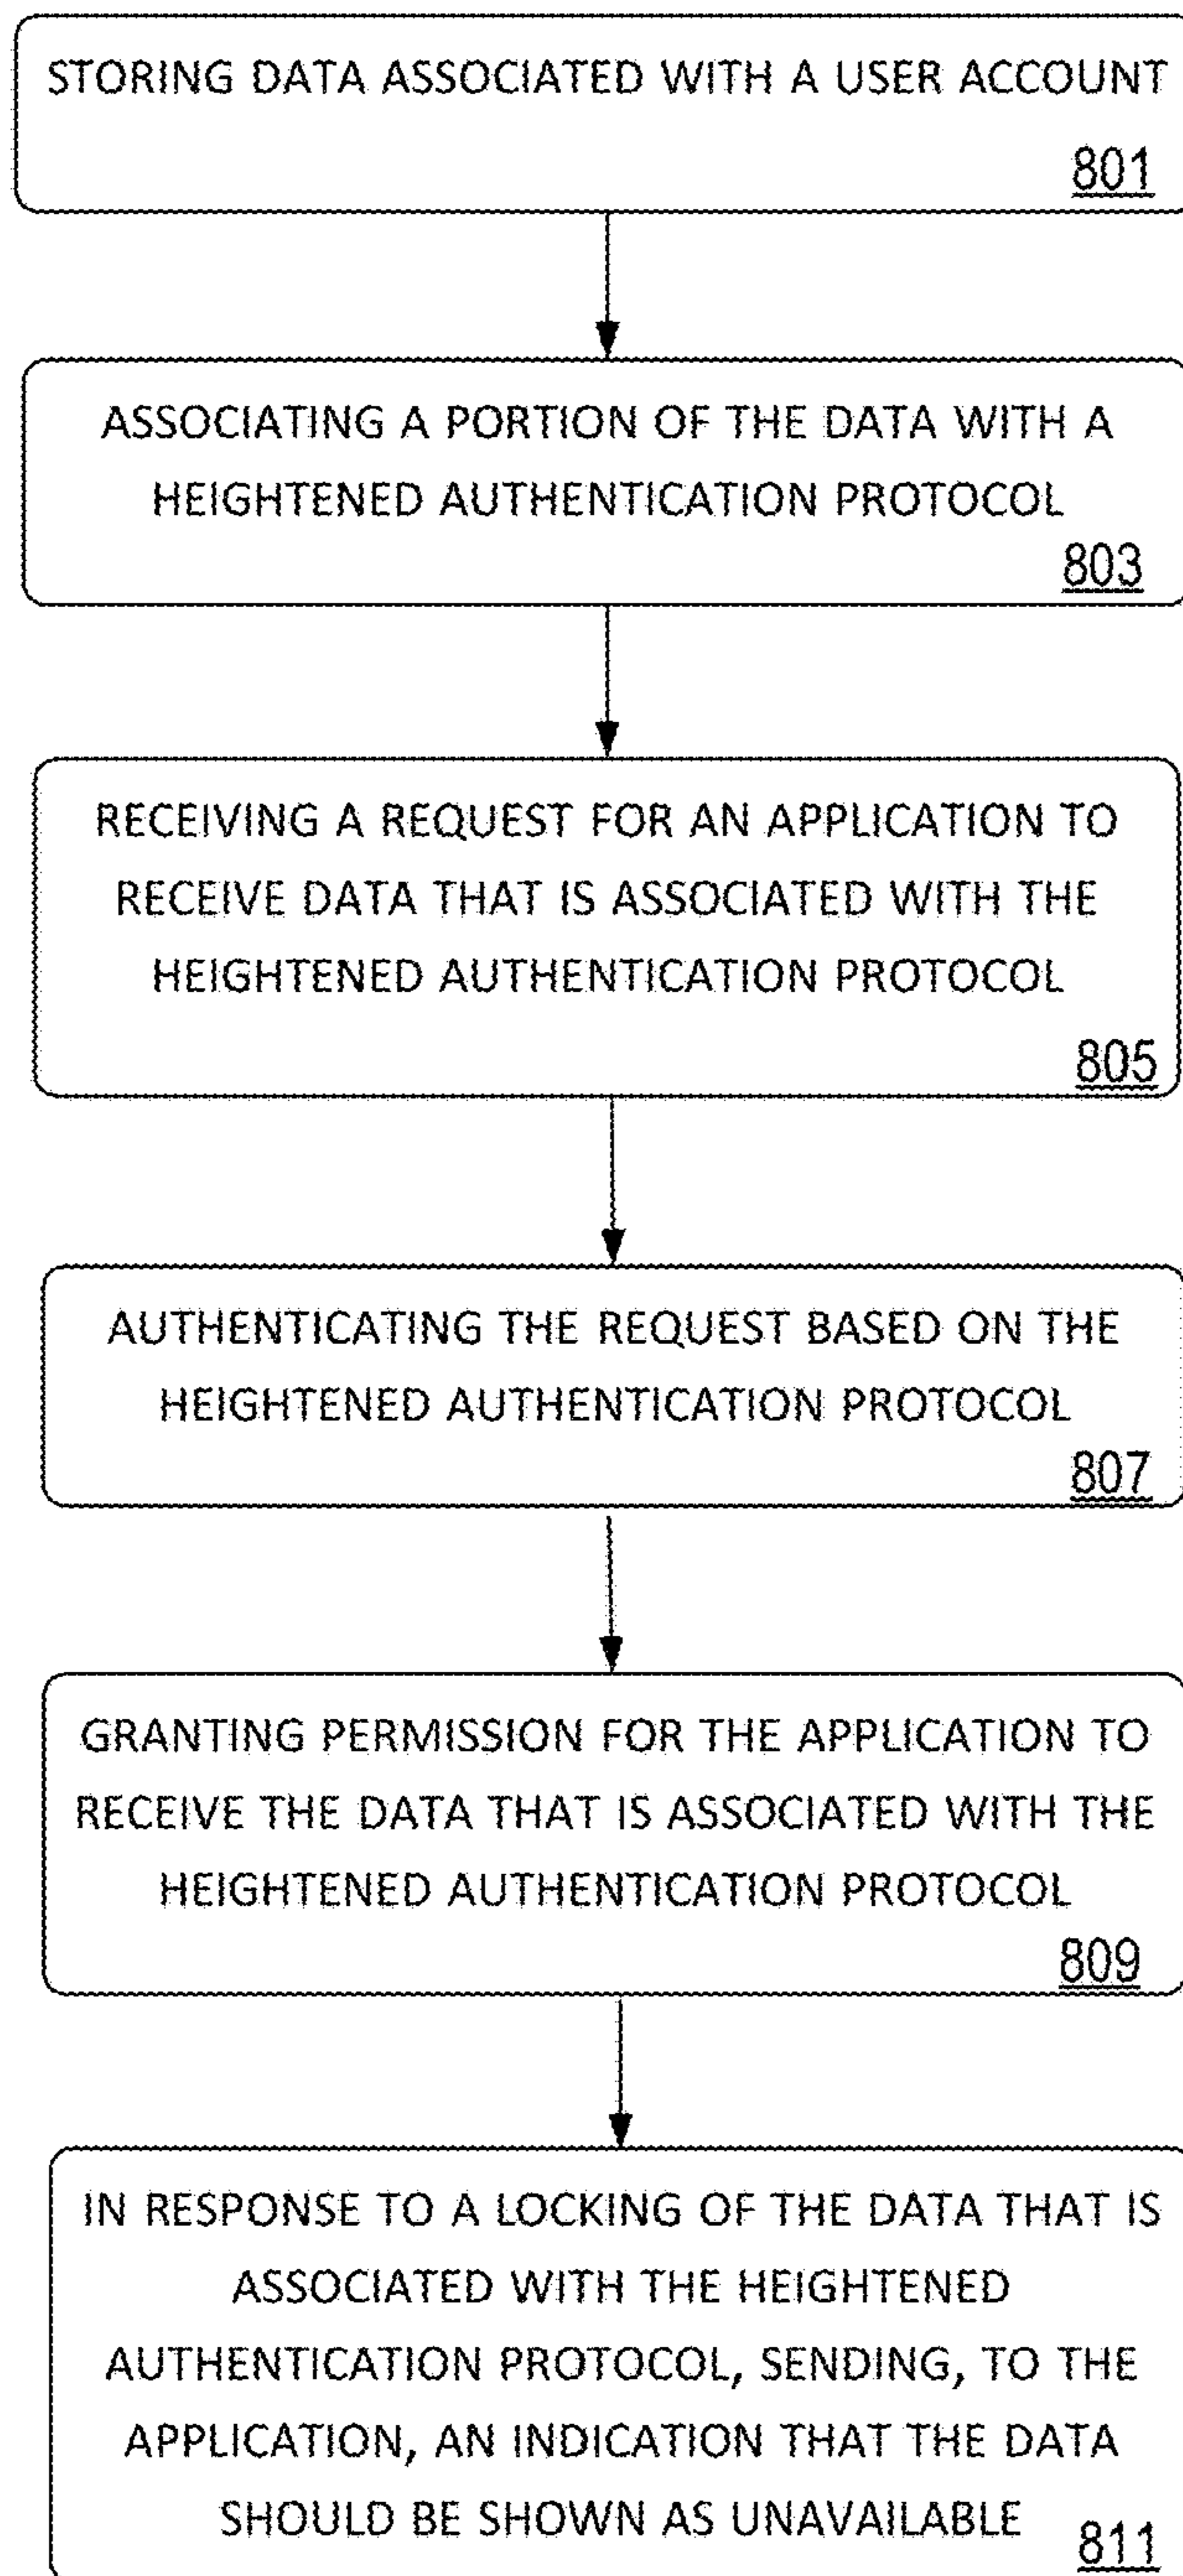 STORING DATA ASSOCIATED WITH A USER ACCOUNT
801
ASSOCIATING A PORTION OF THE DATA WITH A
HEIGHTENED AUTHENTICATION PROTOCOL
803
RECEIVING A REQUEST FOR AN APPLICATION TO
RECEIVE DATA THAT IS ASSOCIATED WITH THE
HEIGHTENED AUTHENTICATION PROTOCOL
805
AUTHENTICATING THE REQUEST BASED ON THE
HEIGHTENED AUTHENTICATION PROTOCOL
807
GRANTING PERMISSION FOR THE APPLICATION TO
RECEIVE THE DATA THAT IS ASSOCIATED WITH THE
HEIGHTENED AUTHENTICATION PROTOCOL
809
IN RESPONSE TO A LOCKING OF THE DATA THAT IS
ASSOCIATED WITH THE HEIGHTENED
AUTHENTICATION PROTOCOL, SENDING, TO THE
APPLICATION, AN INDICATION THAT THE DATA
SHOULD BE SHOWN AS UNAVAILABLE
811